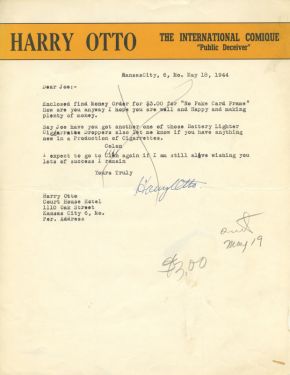 HARRY OTTO
THE INTERNATIONAL COMIQUE
"Public Deceiver"
KansasCity, 6, Mo. May 18, 1944
Dear Joe:-
Enclosed find Money Order for $3.00 for "No Fake Card Frame"
How are you anyway I hope you are well and happy and making
plenty of money.
Say Joe have you got another one of those Battery Lighter
Ciggarettes Droppers also let me know if you have anything
new in a Production of Cigarrettes.
Colon
I expect to go to again if I am still alive wishing you
lots of success I remain
Yours Truly
Harry Otto
Harry Otto
Court House Hotel
1110 Oak Street
Kansas City 6, Mo.
Per. Address
May 19
$3.00